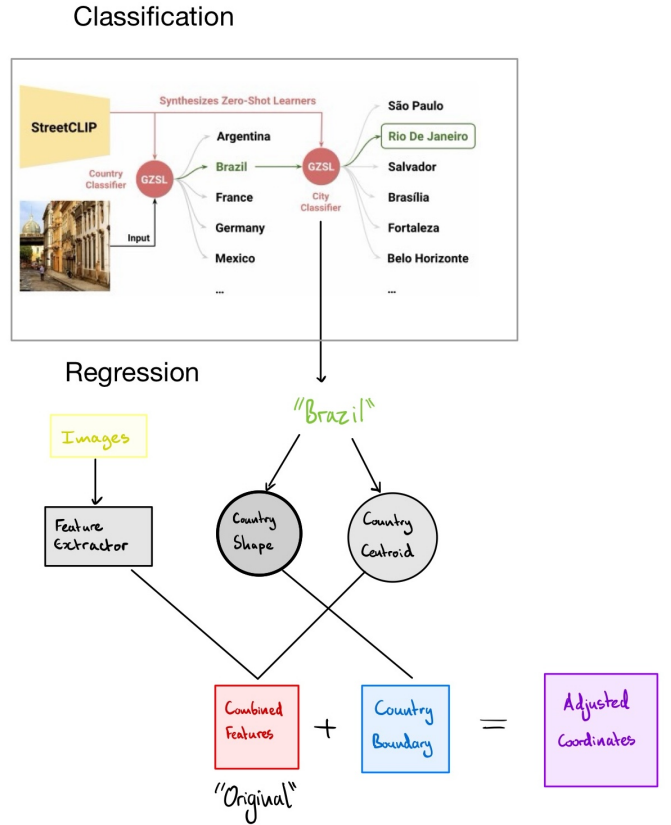 Classification
Synthesizes Zero-Shot Learners
StreetCLIP
Country
Classifier
GZSL
Input
Argentina
Brazil
France
Germany
Mexico
...
GZSL
City
Classifier
São Paulo
Rio De Janeiro
Salvador
Brasília
Fortaleza
Belo Horizonte
...
Regression
"Brazil"
Images
Feature
Extractor
Country
Shape
Country
Centroid
Combined
Features
+
Country
Boundary
=
Adjusted
Coordinates
"Original"